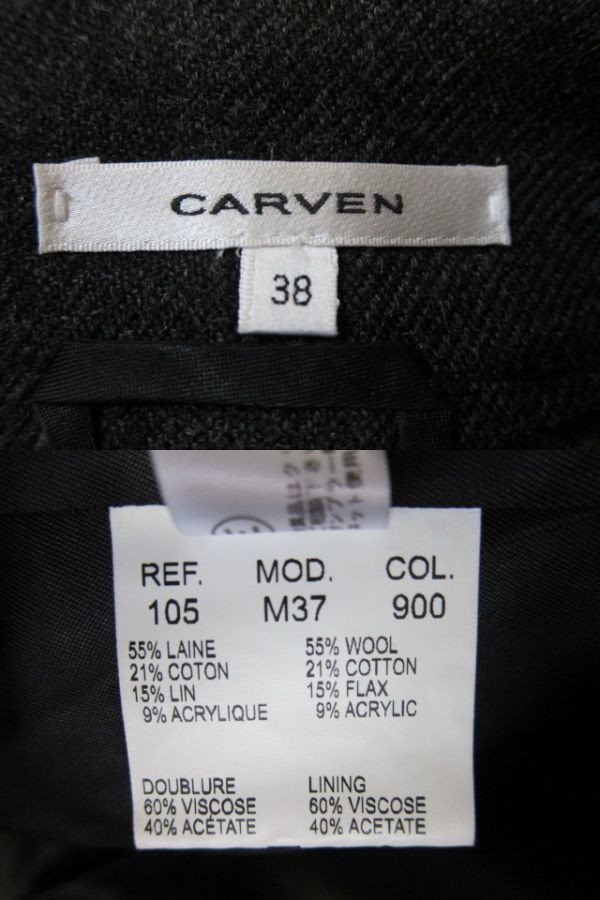 CARVEN
38
REF. MOD. COL.
105 M37 900
55% LAINE 55% WOOL
21% COTON 21% COTTON
15% LIN 15% FLAX
9% ACRYLIQUE 9% ACRYLIC
DOUBLURE LINING
60% VISCOSE 60% VISCOSE
40% ACÉTATE 40% ACETATE